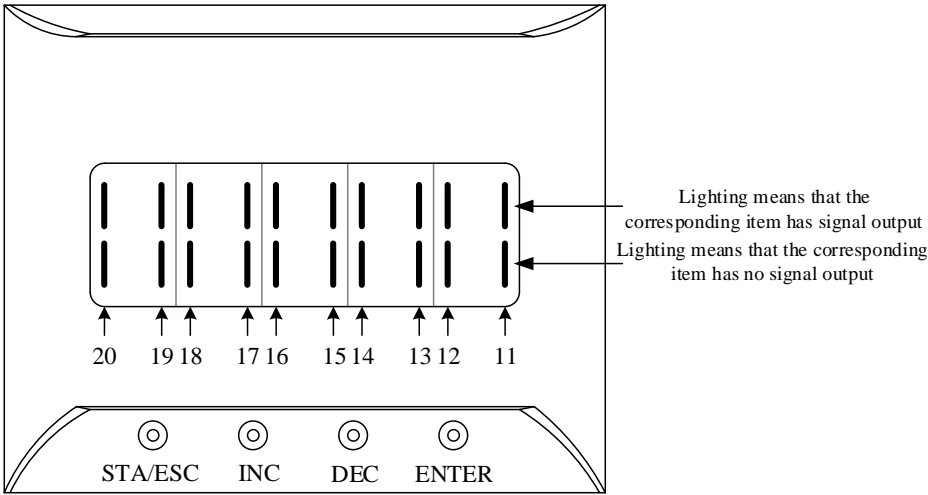 Lighting means that the
corresponding item has signal output
Lighting means that the corresponding
item has no signal output
20 19 18 17 16 15 14 13 12 11
STA/ESC INC DEC ENTER